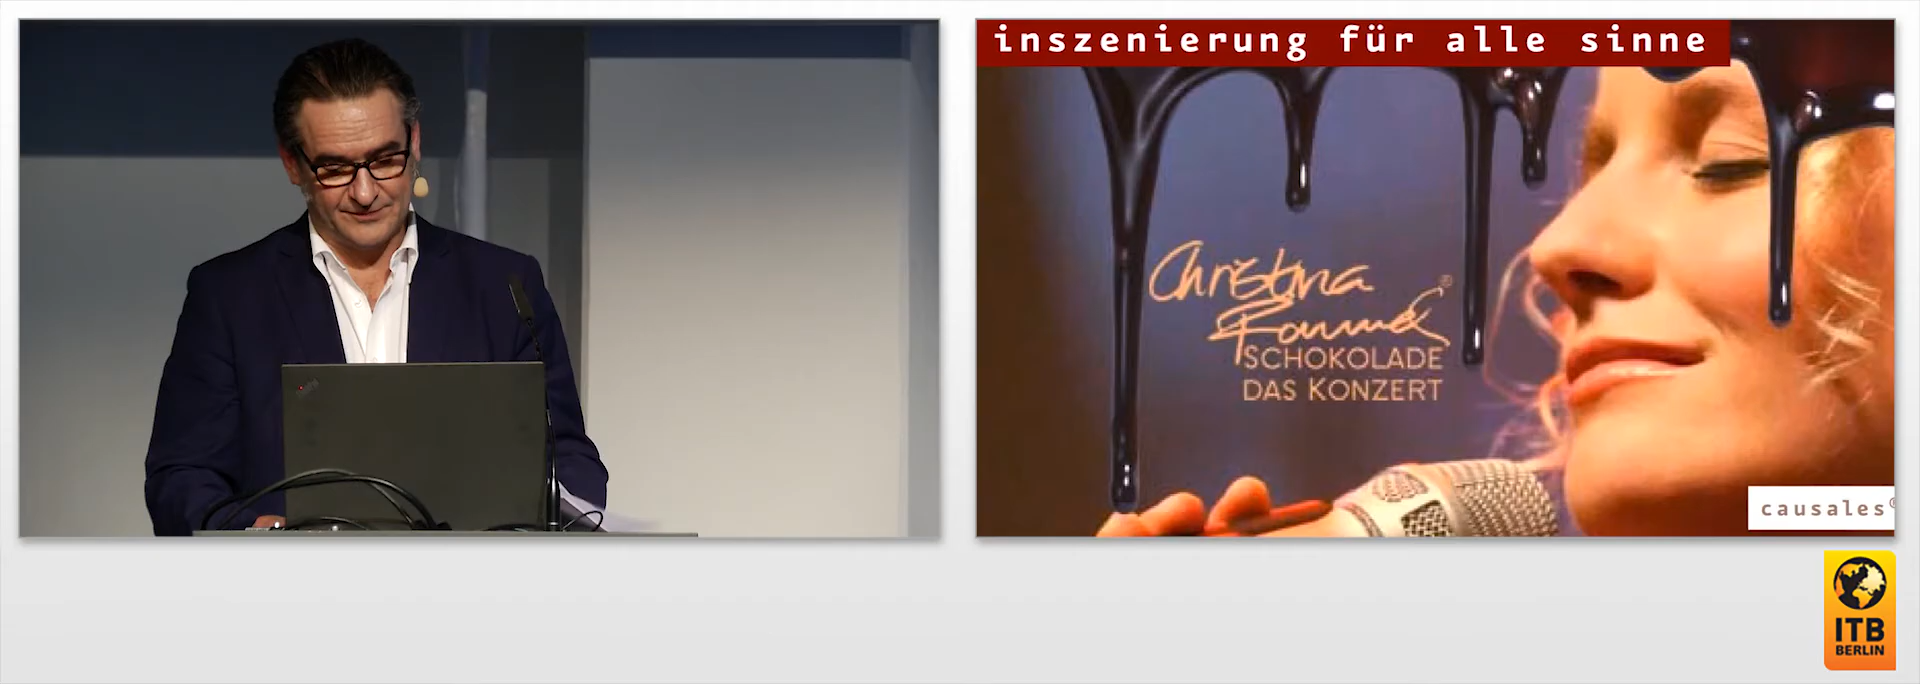 inszenierung für alle sinne
Christina
Rommel
®
SCHOKOLADE
DAS KONZERT
causales®
ITB
BERLIN